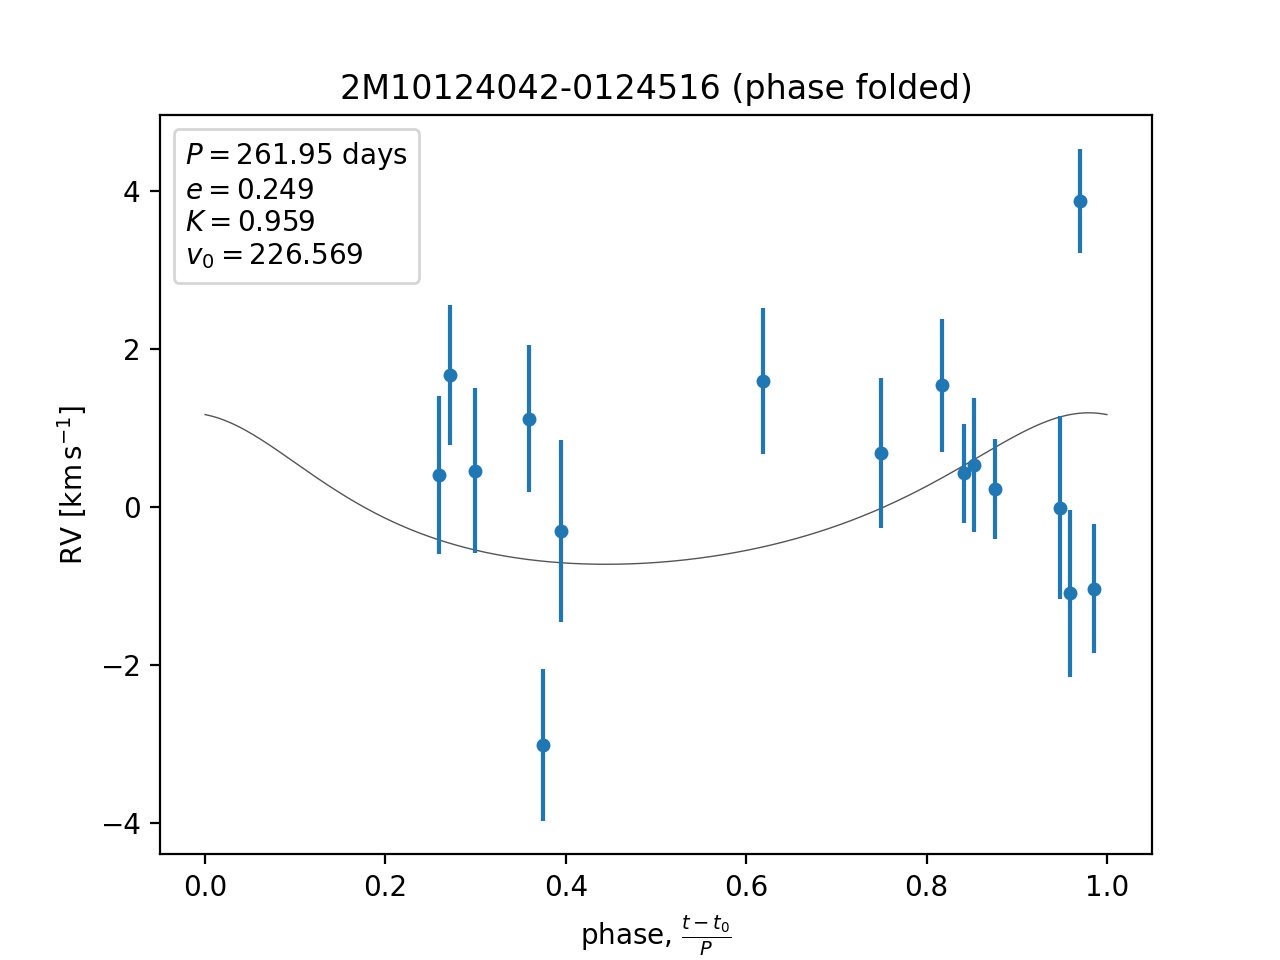 2M10124042-0124516 (phase folded)
P = 261.95 days
e = 0.249
K = 0.959
v₀ = 226.569
RV [km s⁻¹]
4
2
0
−2
−4
0.0 0.2 0.4 0.6 0.8 1.0
phase, (t − t₀)/P